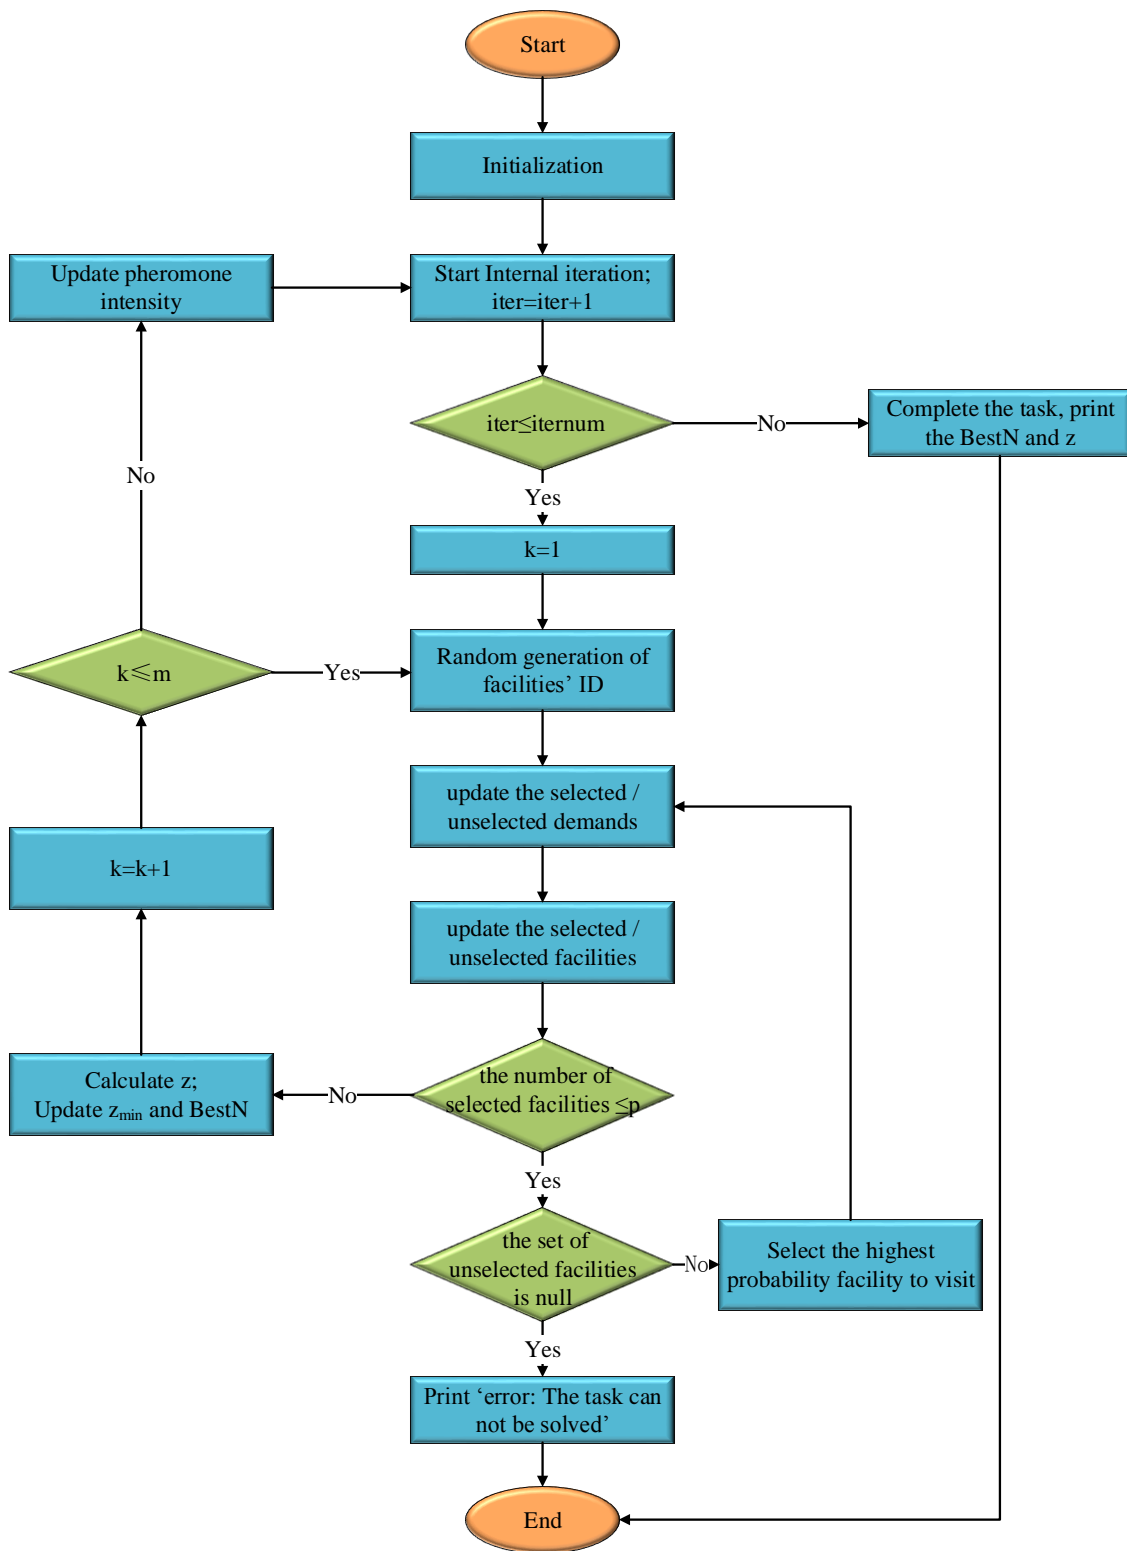 Start
Initialization
Update pheromone
intensity
Start Internal iteration;
iter=iter+1
iter≤iternum
No
Complete the task, print
the BestN and z
No
Yes
k=1
k≤m
Yes
Random generation of
facilities’ ID
update the selected /
unselected demands
k=k+1
update the selected /
unselected facilities
Calculate z;
Update zmin and BestN
No
the number of
selected facilities ≤p
Yes
the set of
unselected facilities
is null
No
Select the highest
probability facility to visit
Yes
Print ‘error: The task can
not be solved’
End